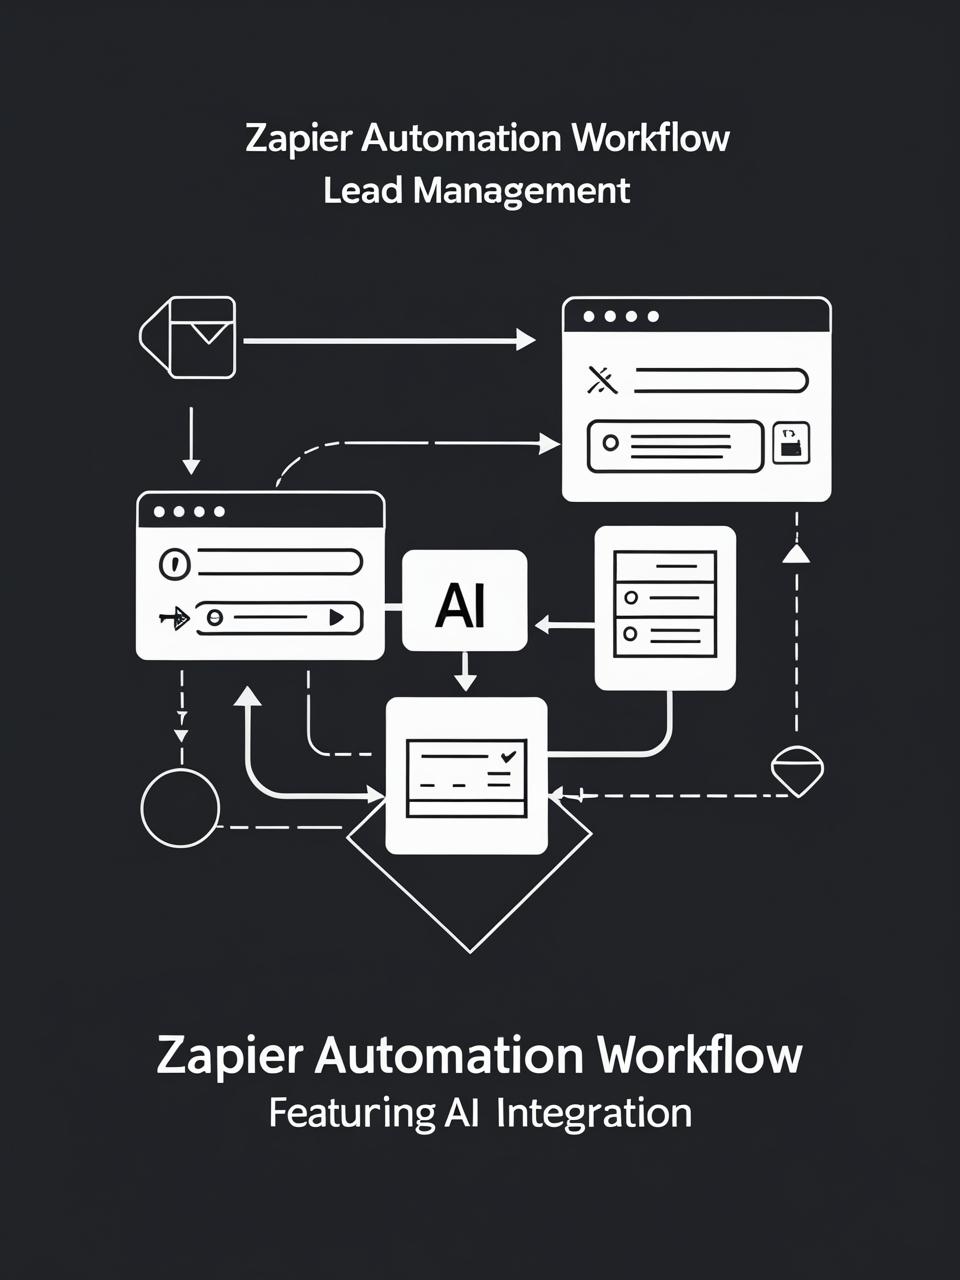 Zapier Automation Workflow
Lead Management
AI
Zapier Automation Workflow
Featuring AI Integration